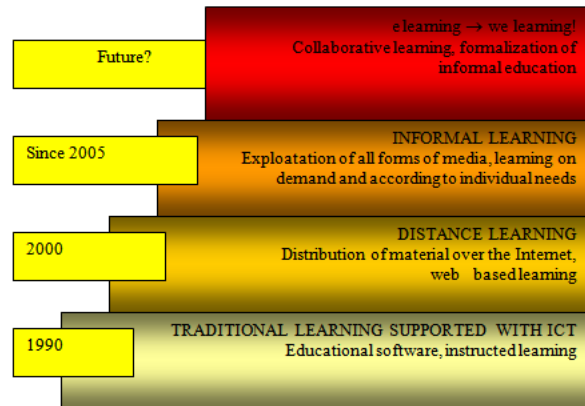 Future?
e learning → we learning!
Collaborative learning, formalization of
informal education
Since 2005
INFORMAL LEARNING
Exploatation of all forms of media, learning on
demand and according to individual needs
2000
DISTANCE LEARNING
Distribution of material over the Internet,
web based learning
1990
TRADITIONAL LEARNING SUPPORTED WITH ICT
Educational software, instructed learning